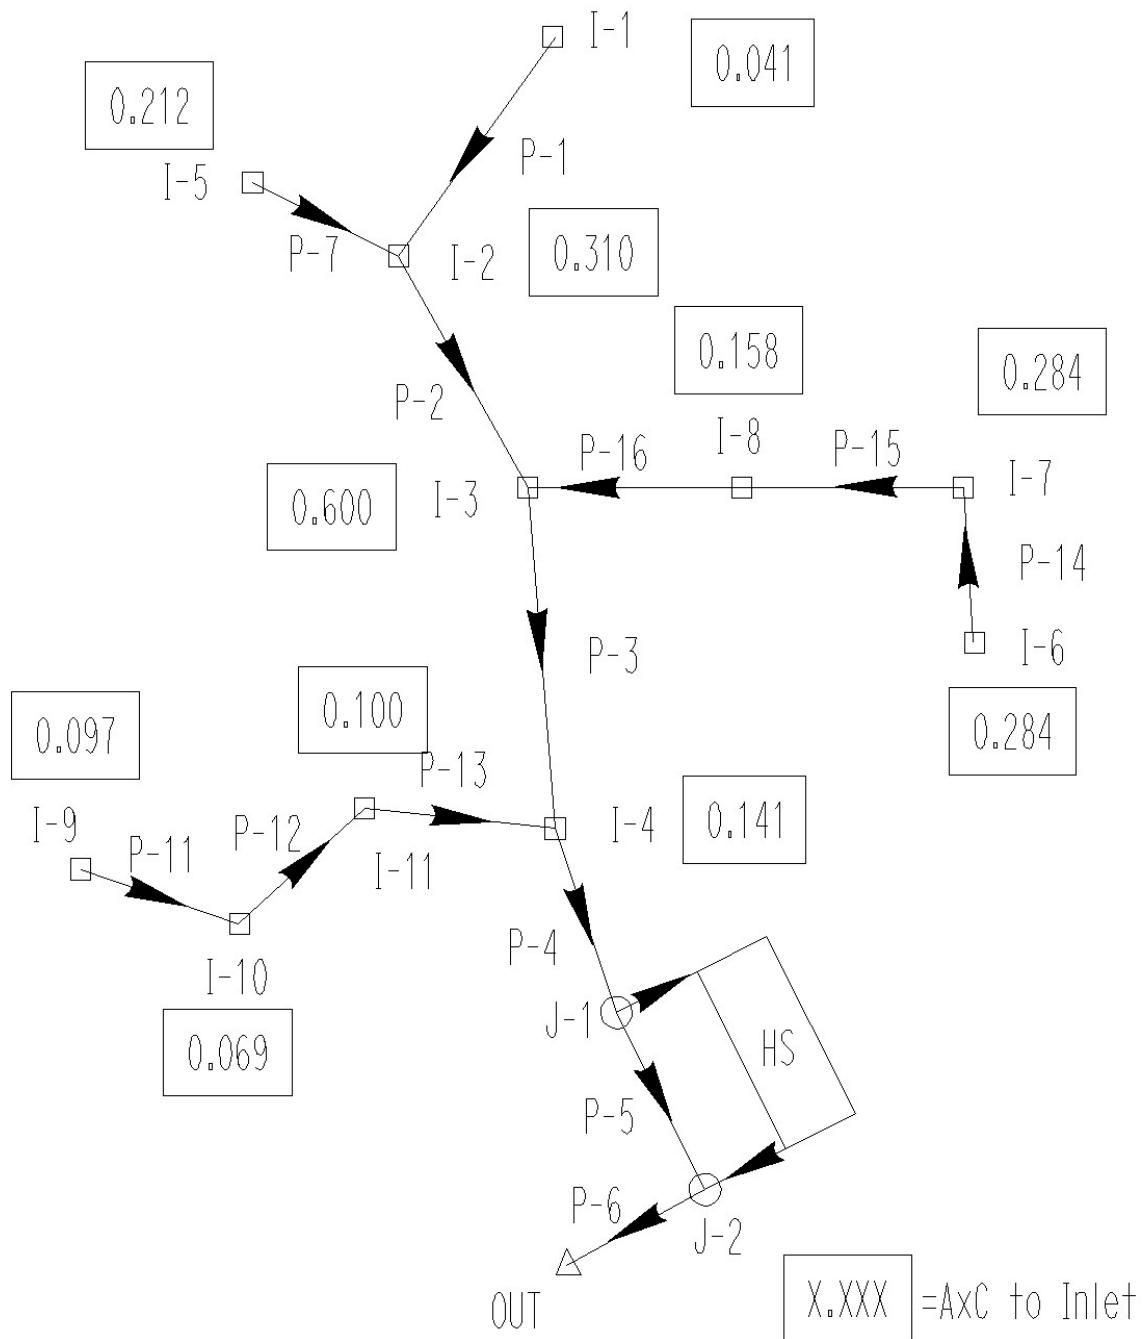 I-1
0.041
0.212
P-1
I-5
P-7
I-2
0.310
0.158
0.284
P-2
I-8
P-16
P-15
I-3
I-7
0.600
P-14
P-3
I-6
0.100
0.097
0.284
P-13
I-9
P-12
I-4
0.141
P-11
I-11
P-4
I-10
J-1
0.069
HS
P-5
P-6
J-2
OUT
X.XXX =AxC to Inlet